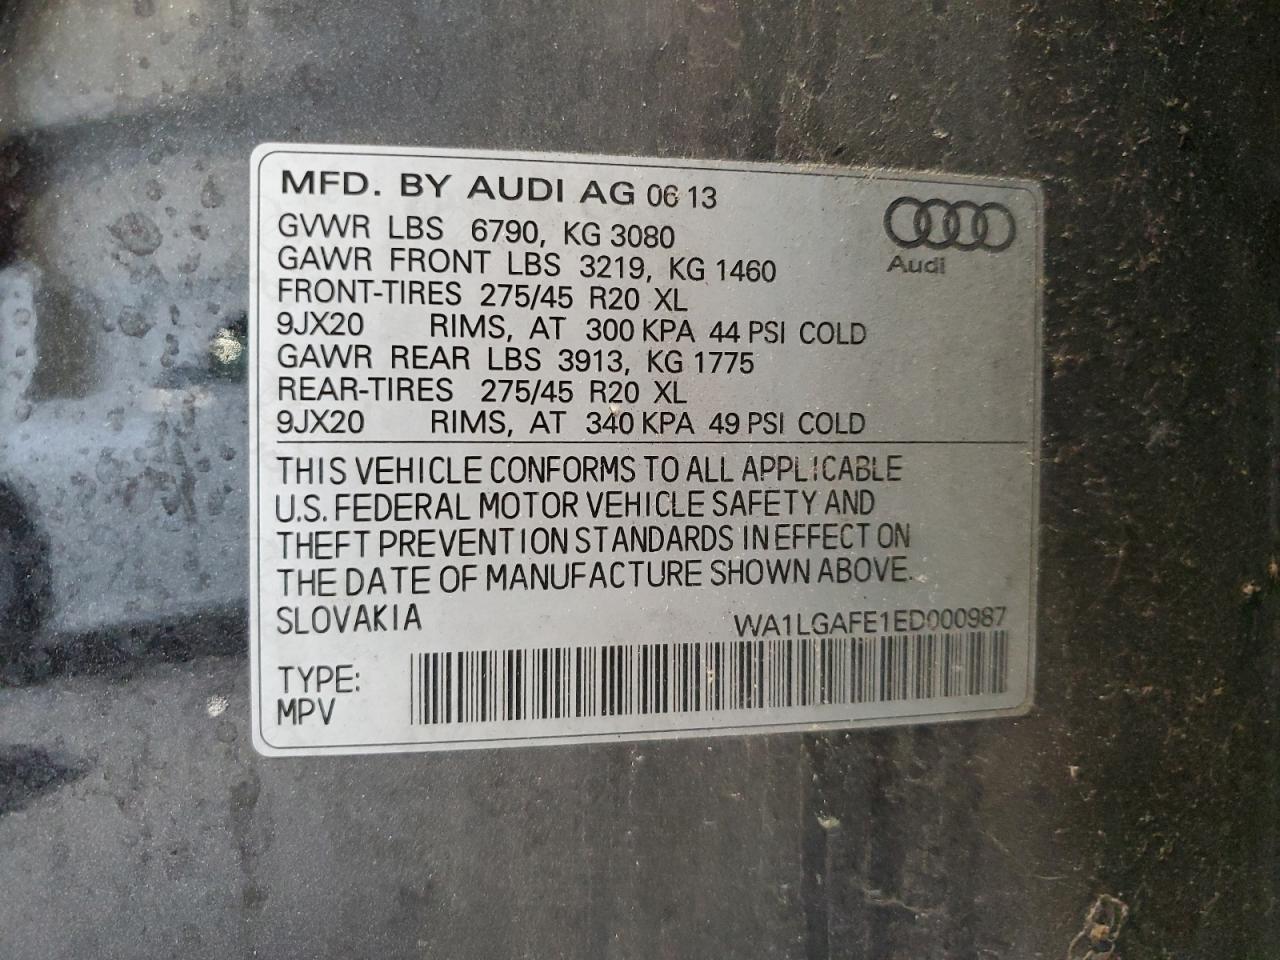 MFD. BY AUDI AG 06 13
GVWR LBS 6790, KG 3080
GAWR FRONT LBS 3219, KG 1460
FRONT-TIRES 275/45 R20 XL
9JX20 RIMS, AT 300 KPA 44 PSI COLD
GAWR REAR LBS 3913, KG 1775
REAR-TIRES 275/45 R20 XL
9JX20 RIMS, AT 340 KPA 49 PSI COLD
Audi
THIS VEHICLE CONFORMS TO ALL APPLICABLE
U.S. FEDERAL MOTOR VEHICLE SAFETY AND
THEFT PREVENTION STANDARDS IN EFFECT ON
THE DATE OF MANUFACTURE SHOWN ABOVE.
SLOVAKIA WA1LGAFE1ED000987
TYPE:
MPV